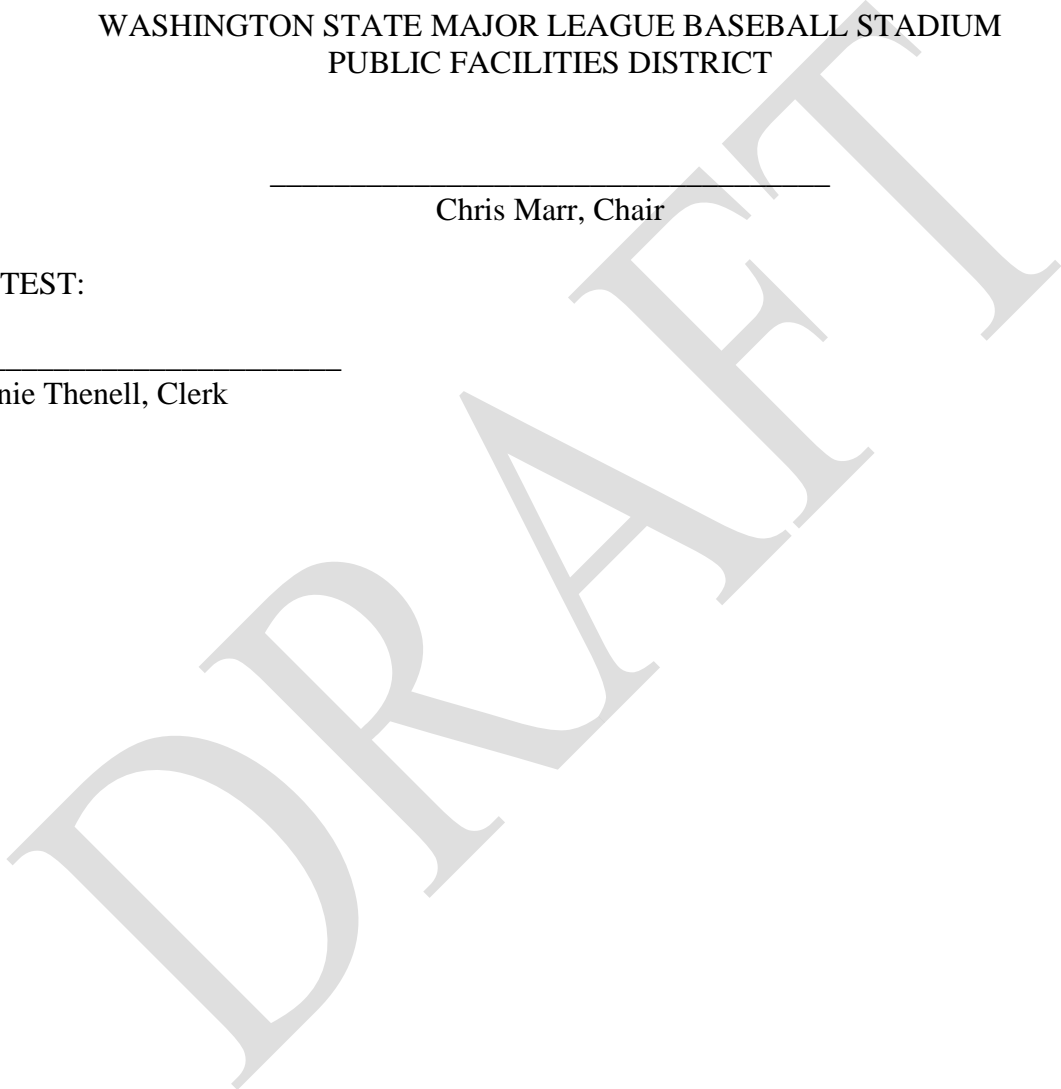 WASHINGTON STATE MAJOR LEAGUE BASEBALL STADIUM
PUBLIC FACILITIES DISTRICT
Chris Marr, Chair
TEST:
nie Thenell, Clerk
DRAFT